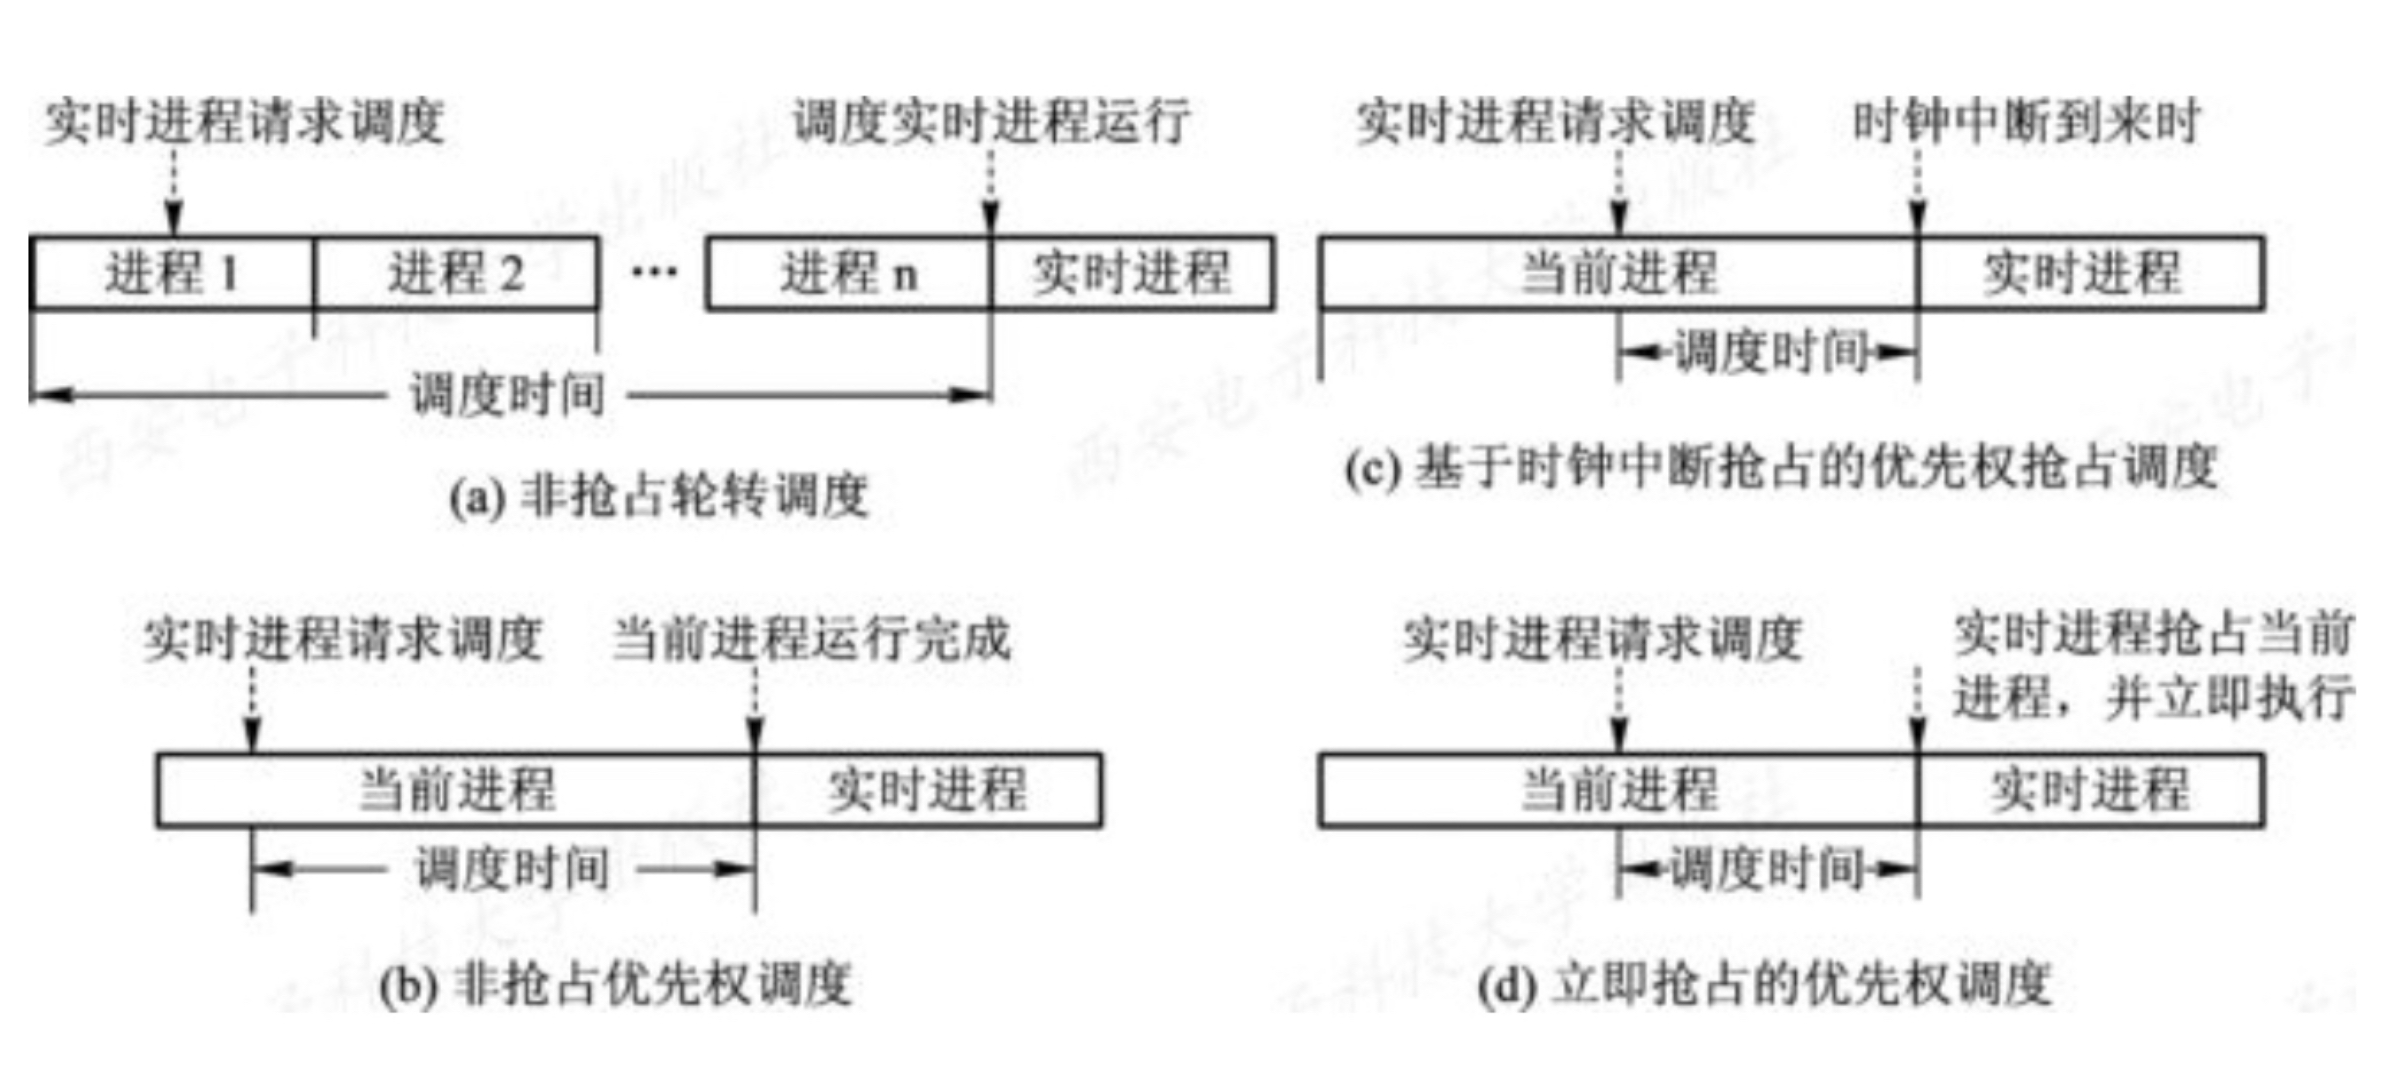 实时进程请求调度
调度实时进程运行
进程 1
进程 2
…
进程 n
实时进程
调度时间
(a) 非抢占轮转调度
实时进程请求调度
时钟中断到来时
当前进程
实时进程
调度时间
(c) 基于时钟中断抢占的优先权抢占调度
实时进程请求调度
当前进程运行完成
当前进程
实时进程
调度时间
(b) 非抢占优先权调度
实时进程请求调度
实时进程抢占当前
进程，并立即执行
当前进程
实时进程
调度时间
(d) 立即抢占的优先权调度